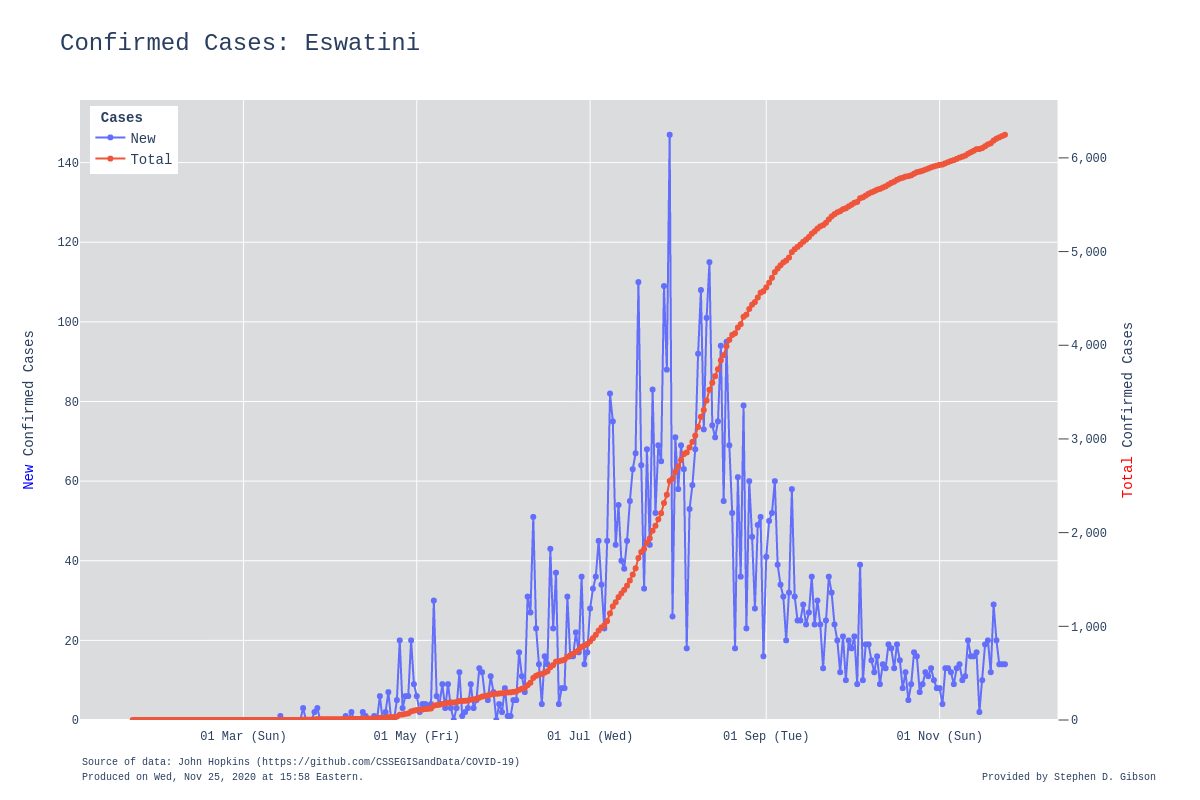 Confirmed Cases: Eswatini
Cases
New
Total
140
120
100
80
60
40
20
0
6,000
5,000
4,000
3,000
2,000
1,000
0
New Confirmed Cases
Total Confirmed Cases
01 Mar (Sun)
01 May (Fri)
01 Jul (Wed)
01 Sep (Tue)
01 Nov (Sun)
Source of data: John Hopkins (https://github.com/CSSEGISandData/COVID-19)
Produced on Wed, Nov 25, 2020 at 15:58 Eastern.
Provided by Stephen D. Gibson